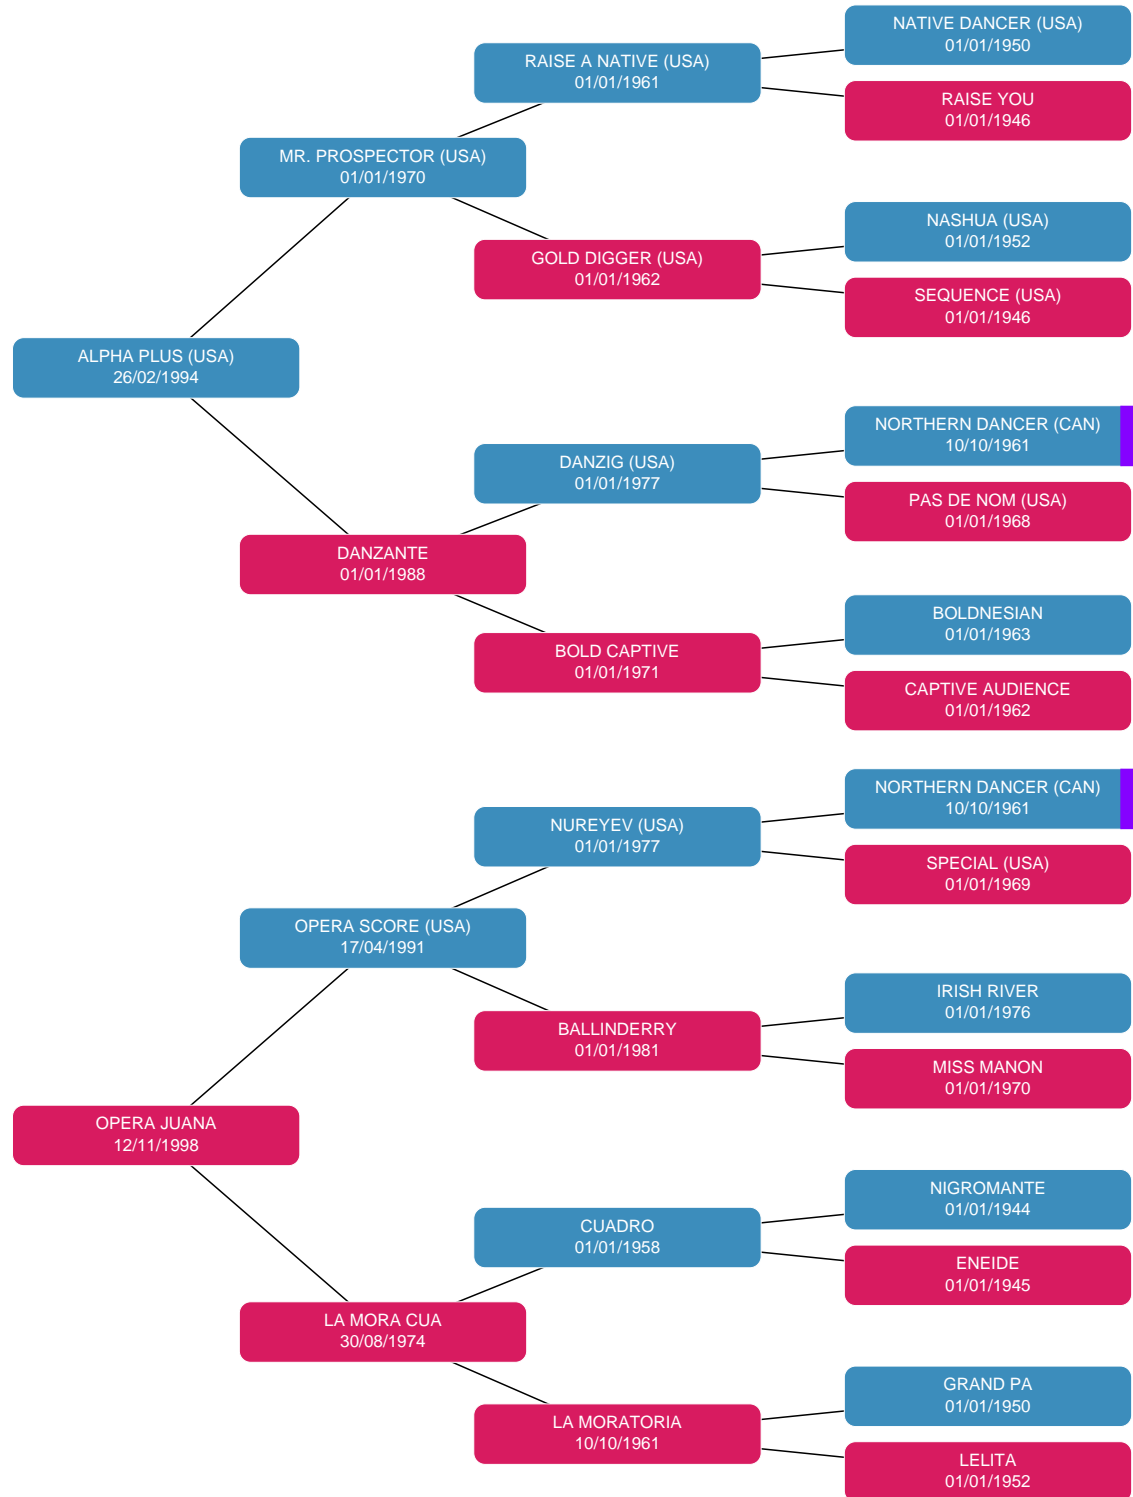 NATIVE DANCER (USA)
01/01/1950
RAISE A NATIVE (USA)
01/01/1961
RAISE YOU
01/01/1946
MR. PROSPECTOR (USA)
01/01/1970
NASHUA (USA)
01/01/1952
GOLD DIGGER (USA)
01/01/1962
SEQUENCE (USA)
01/01/1946
ALPHA PLUS (USA)
26/02/1994
NORTHERN DANCER (CAN)
10/10/1961
DANZIG (USA)
01/01/1977
PAS DE NOM (USA)
01/01/1968
DANZANTE
01/01/1988
BOLDNESIAN
01/01/1963
BOLD CAPTIVE
01/01/1971
CAPTIVE AUDIENCE
01/01/1962
NORTHERN DANCER (CAN)
10/10/1961
NUREYEV (USA)
01/01/1977
SPECIAL (USA)
01/01/1969
OPERA SCORE (USA)
17/04/1991
IRISH RIVER
01/01/1976
BALLINDERRY
01/01/1981
MISS MANON
01/01/1970
OPERA JUANA
12/11/1998
NIGROMANTE
01/01/1944
CUADRO
01/01/1958
ENEIDE
01/01/1945
LA MORA CUA
30/08/1974
GRAND PA
01/01/1950
LA MORATORIA
10/10/1961
LELITA
01/01/1952